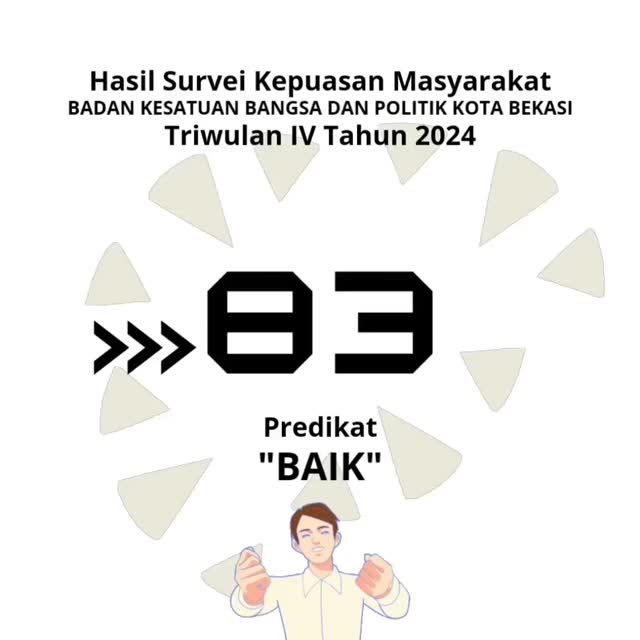 Hasil Survei Kepuasan Masyarakat
BADAN KESATUAN BANGSA DAN POLITIK KOTA BEKASI
Triwulan IV Tahun 2024
>>>83
Predikat
"BAIK"